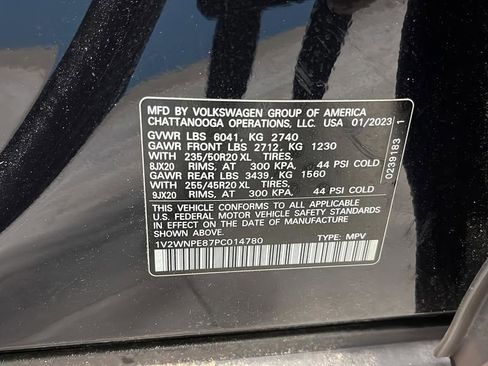 MFD BY VOLKSWAGEN GROUP OF AMERICA
CHATTANOOGA OPERATIONS, LLC. USA 01/2023
GVWR LBS 6041, KG 2740
GAWR FRONT LBS 2712, KG 1230
WITH 235/50R20 XL TIRES.
8JX20 RIMS, AT 300 KPA. 44 PSI COLD
GAWR REAR LBS 3439, KG 1560
WITH 255/45R20 XL TIRES.
9JX20 RIMS, AT 300 KPA. 44 PSI COLD
THIS VEHICLE CONFORMS TO ALL APPLICABLE
U.S. FEDERAL MOTOR VEHICLE SAFETY STANDARDS
IN EFFECT ON THE DATE OF MANUFACTURE
SHOWN ABOVE.
1V2WNPE87PC014780 TYPE: MPV
0239183 1